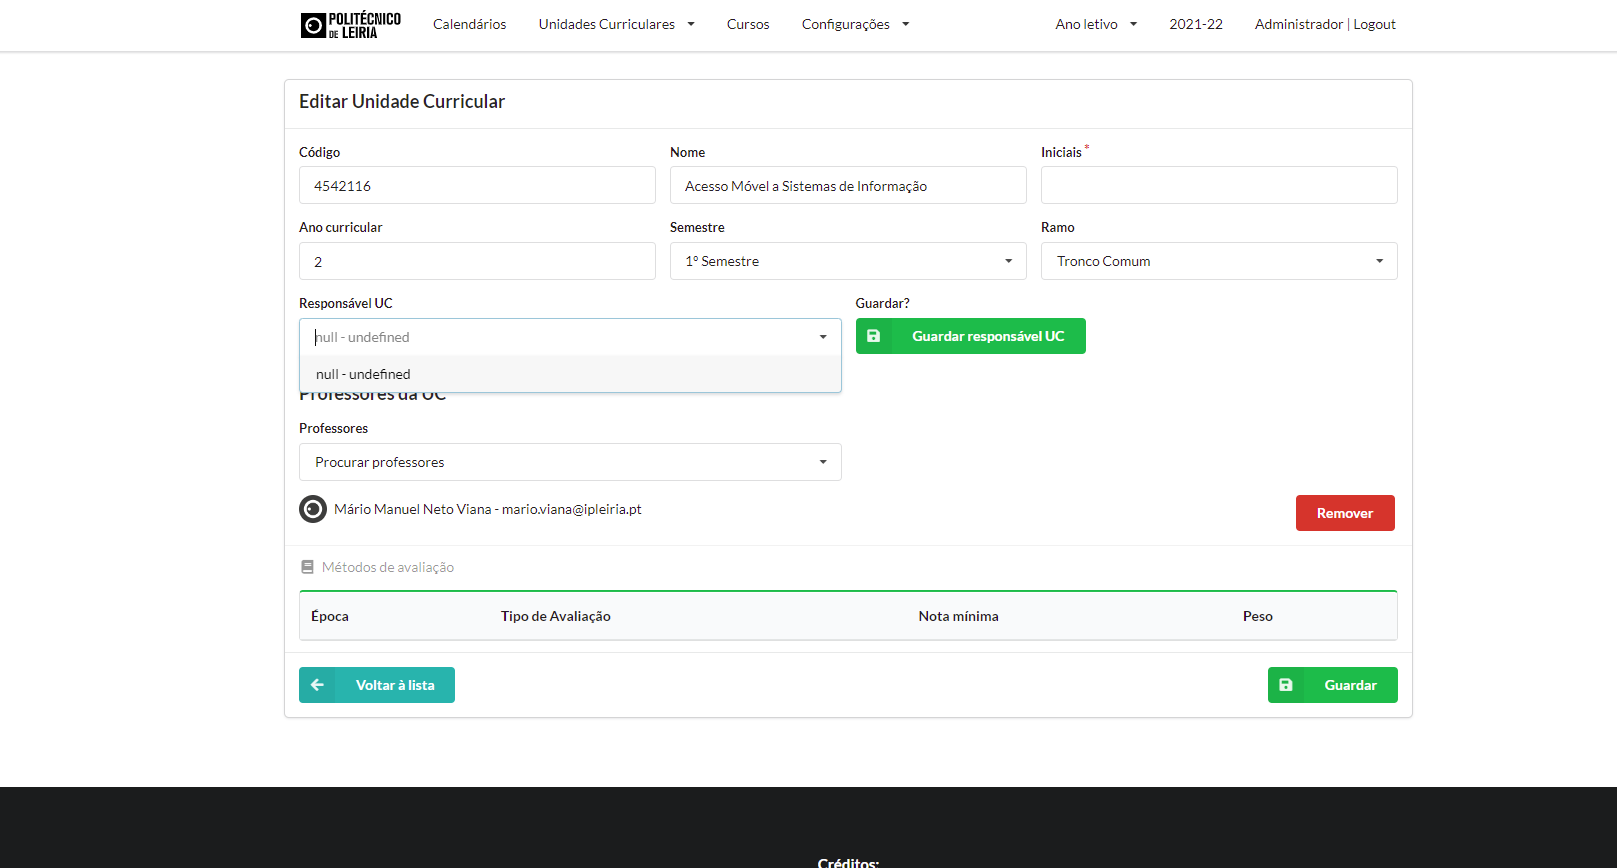 POLITÉCNICO
DE LEIRIA
Calendários
Unidades Curriculares
Cursos
Configurações
Ano letivo
2021-22
Administrador | Logout
Editar Unidade Curricular
Código
Nome
Iniciais *
4542116
Acesso Móvel a Sistemas de Informação
Ano curricular
Semestre
Ramo
2
1º Semestre
Tronco Comum
Responsável UC
Guardar?
null - undefined
Guardar responsável UC
null - undefined
Professores da UC
Professores
Procurar professores
Mário Manuel Neto Viana - mario.viana@ipleiria.pt
Remover
Métodos de avaliação
Época
Tipo de Avaliação
Nota mínima
Peso
Voltar à lista
Guardar
Créditos: